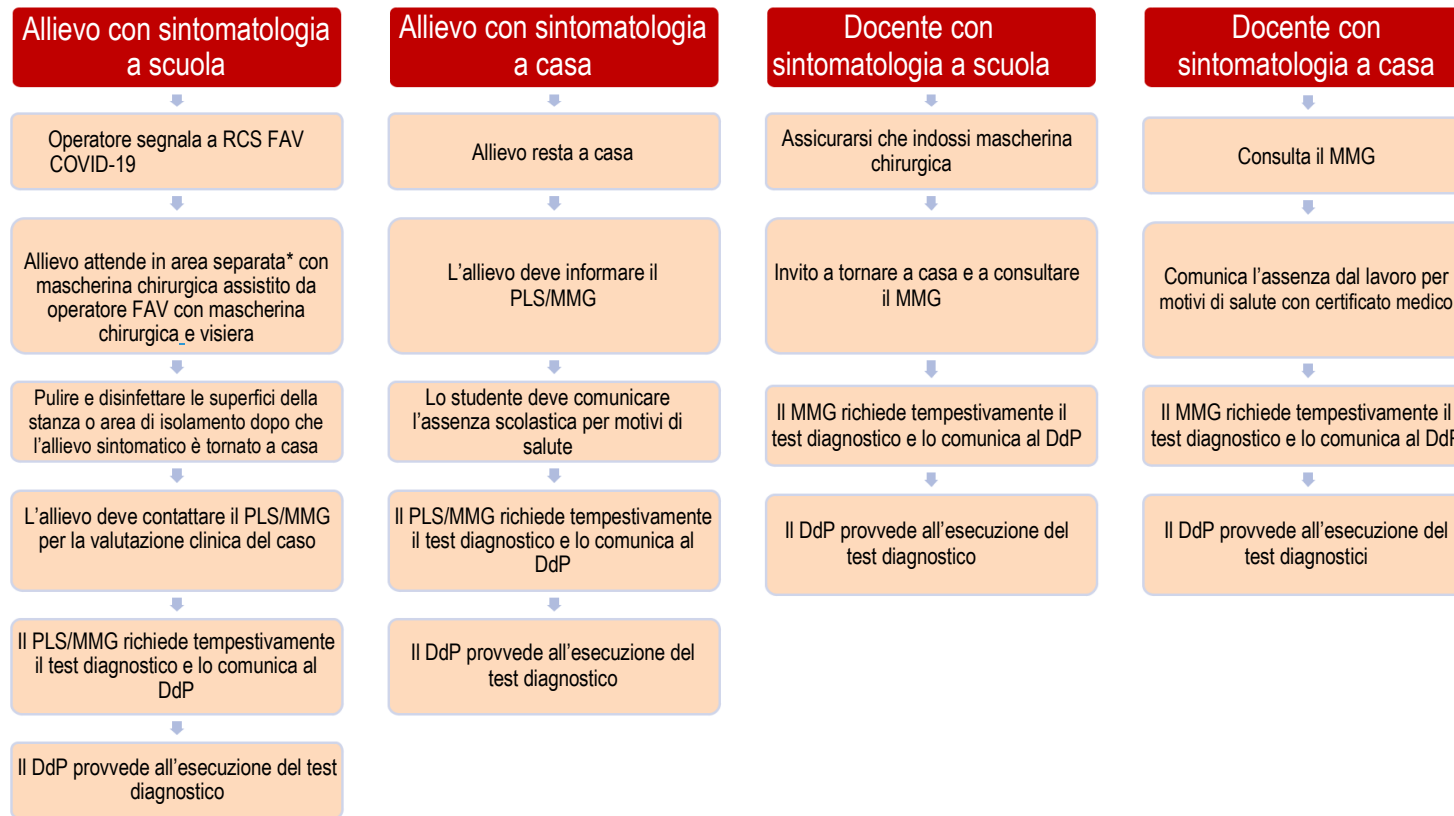 Allievo con sintomatologia
a scuola
Operatore segnala a RCS FAV
COVID-19
Allievo attende in area separata* con
mascherina chirurgica assistito da
operatore FAV con mascherina
chirurgica e visiera
Pulire e disinfettare le superfici della
stanza o area di isolamento dopo che
l’allievo sintomatico è tornato a casa
L’allievo deve contattare il PLS/MMG
per la valutazione clinica del caso
Il PLS/MMG richiede tempestivamente
il test diagnostico e lo comunica al
DdP
Il DdP provvede all’esecuzione del test
diagnostico
Allievo con sintomatologia
a casa
Allievo resta a casa
L’allievo deve informare il
PLS/MMG
Lo studente deve comunicare
l’assenza scolastica per motivi di
salute
Il PLS/MMG richiede tempestivamente
il test diagnostico e lo comunica al
DdP
Il DdP provvede all’esecuzione del
test diagnostico
Docente con
sintomatologia a scuola
Assicurarsi che indossi mascherina
chirurgica
Invito a tornare a casa e a consultare
il MMG
Il MMG richiede tempestivamente il
test diagnostico e lo comunica al DdP
Il DdP provvede all’esecuzione del
test diagnostico
Docente con
sintomatologia a casa
Consulta il MMG
Comunica l’assenza dal lavoro per
motivi di salute con certificato medico
Il MMG richiede tempestivamente il
test diagnostico e lo comunica al DdP
Il DdP provvede all’esecuzione del
test diagnostici